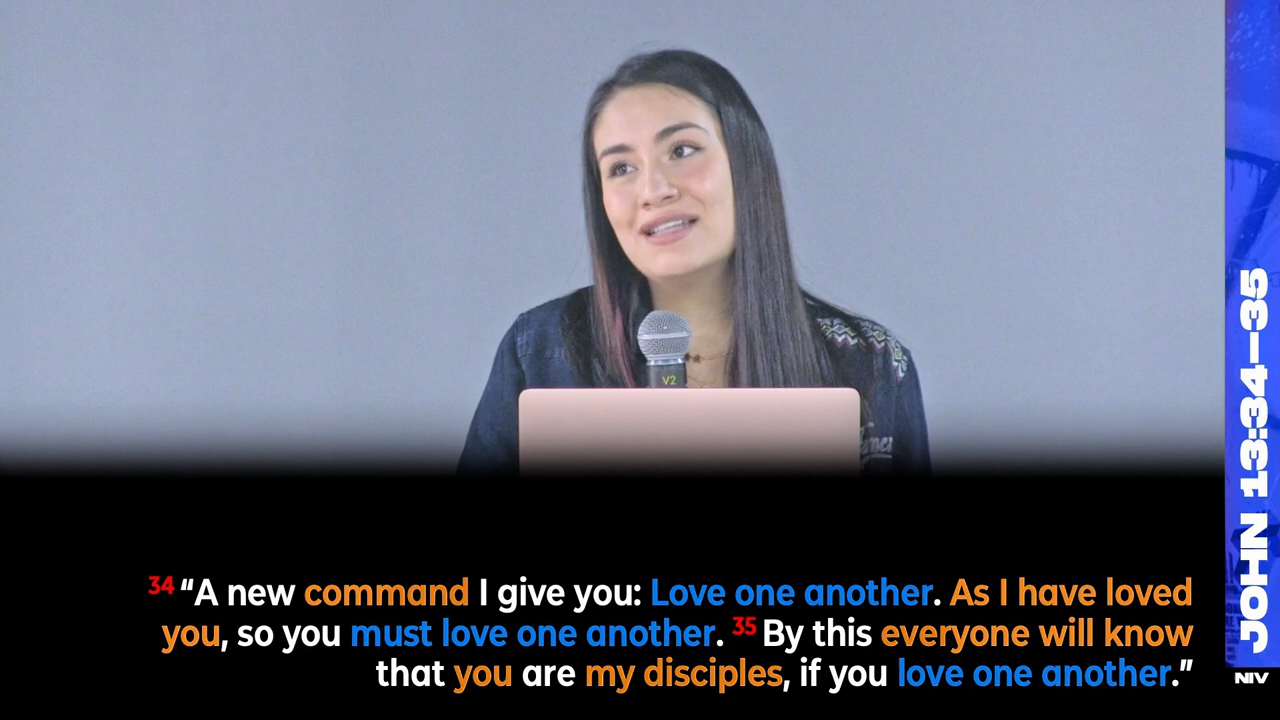 V2
34 “A new command I give you: Love one another. As I have loved
you, so you must love one another. 35 By this everyone will know
that you are my disciples, if you love one another.”
JOHN 13:34—35
NIV